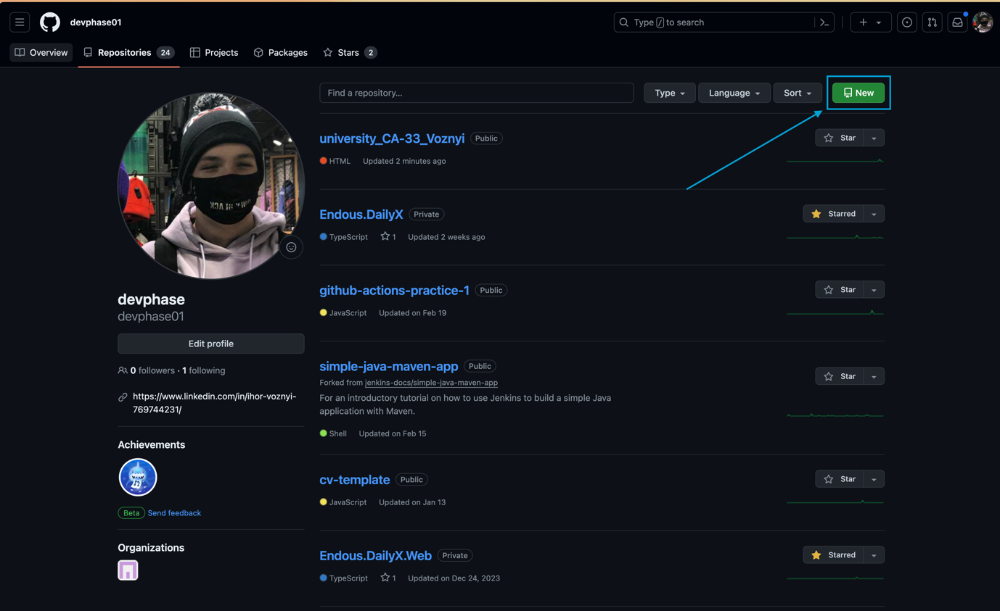 devphase01
Type / to search
Overview
Repositories 24
Projects
Packages
Stars 2
Find a repository...
Type
Language
Sort
New
university_CA-33_Voznyi Public
Star
HTML Updated 2 minutes ago
Endous.DailyX Private
Starred
TypeScript 1 Updated 2 weeks ago
github-actions-practice-1 Public
Star
JavaScript Updated on Feb 19
simple-java-maven-app Public
Forked from jenkins-docs/simple-java-maven-app
Star
For an introductory tutorial on how to use Jenkins to build a simple Java
application with Maven.
Shell Updated on Feb 15
cv-template Public
Star
JavaScript Updated on Jan 13
Endous.DailyX.Web Private
Starred
TypeScript 1 Updated on Dec 24, 2023
devphase
devphase01
Edit profile
0 followers · 1 following
https://www.linkedin.com/in/ihor-voznyi-
769744231/
Achievements
Beta Send feedback
Organizations